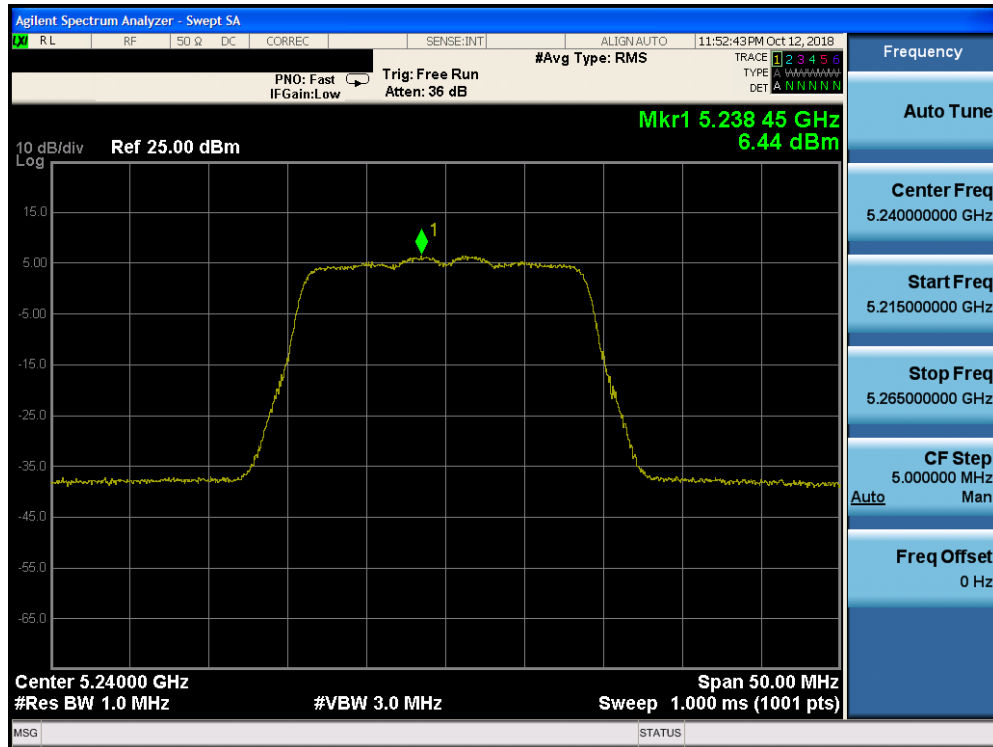 Agilent Spectrum Analyzer - Swept SA
LXI RL RF 50 Ω DC CORREC SENSE:INT ALIGN AUTO 11:52:43 PM Oct 12, 2018
Frequency
#Avg Type: RMS
TRACE 1 2 3 4 5 6
PNO: Fast
Trig: Free Run
TYPE A WWWWW
IFGain:Low
Atten: 36 dB
DET A N N N N N
Auto Tune
Mkr1 5.238 45 GHz
6.44 dBm
10 dB/div
Ref 25.00 dBm
Log
15.0
5.00
-5.00
-15.0
-25.0
-35.0
-45.0
-55.0
-65.0
1
Center Freq
5.240000000 GHz
Start Freq
5.215000000 GHz
Stop Freq
5.265000000 GHz
CF Step
5.000000 MHz
Auto Man
Freq Offset
0 Hz
Center 5.24000 GHz
Span 50.00 MHz
#Res BW 1.0 MHz
#VBW 3.0 MHz
Sweep 1.000 ms (1001 pts)
MSG
STATUS